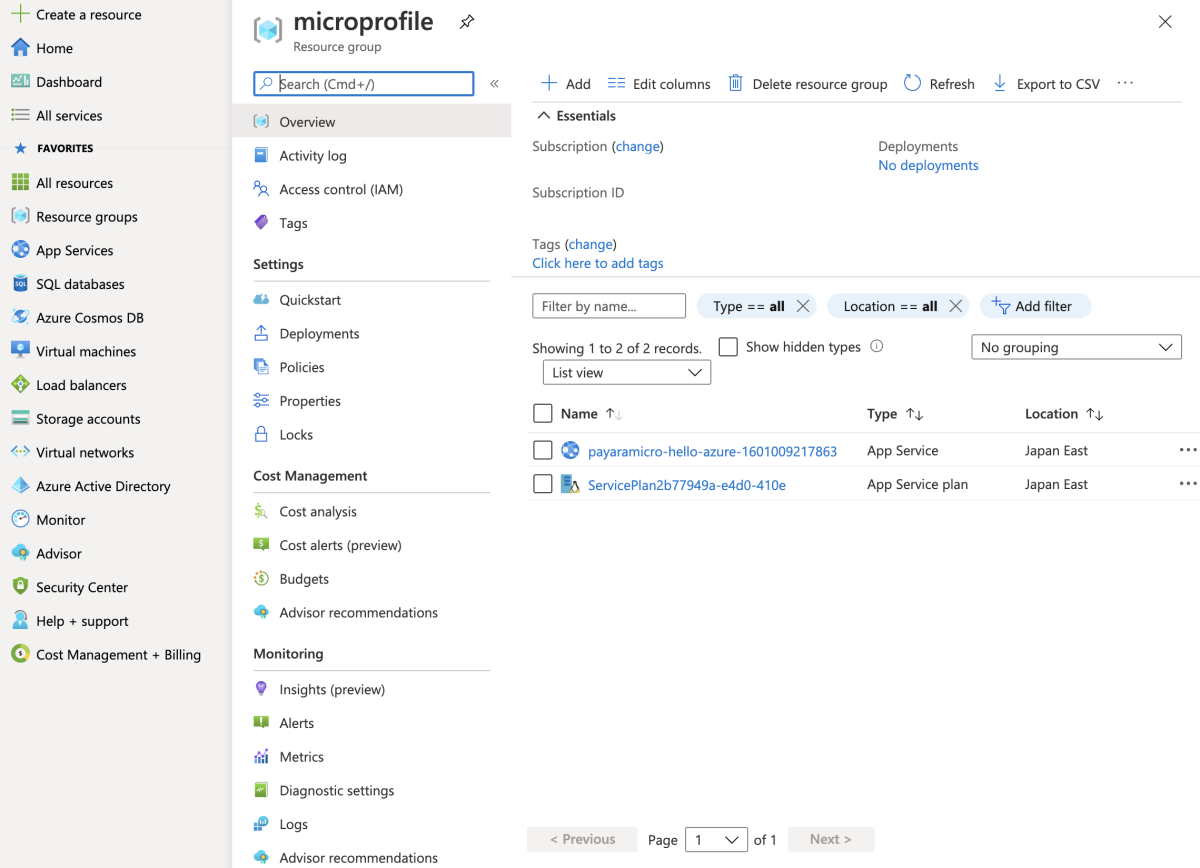 Create a resource
Home
Dashboard
All services
FAVORITES
All resources
Resource groups
App Services
SQL databases
Azure Cosmos DB
Virtual machines
Load balancers
Storage accounts
Virtual networks
Azure Active Directory
Monitor
Advisor
Security Center
Help + support
Cost Management + Billing
microprofile
Resource group
Search (Cmd+/)
«
Overview
Activity log
Access control (IAM)
Tags
Settings
Quickstart
Deployments
Policies
Properties
Locks
Cost Management
Cost analysis
Cost alerts (preview)
Budgets
Advisor recommendations
Monitoring
Insights (preview)
Alerts
Metrics
Diagnostic settings
Logs
Advisor recommendations
Add Edit columns Delete resource group Refresh Export to CSV ···
Essentials
Subscription (change)
Deployments
No deployments
Subscription ID
Tags (change)
Click here to add tags
Filter by name... Type == all Location == all Add filter
Showing 1 to 2 of 2 records. Show hidden types No grouping
List view
Name Type Location
payaramicro-hello-azure-1601009217863 App Service Japan East ···
ServicePlan2b77949a-e4d0-410e App Service plan Japan East ···
< Previous Page 1 of 1 Next >